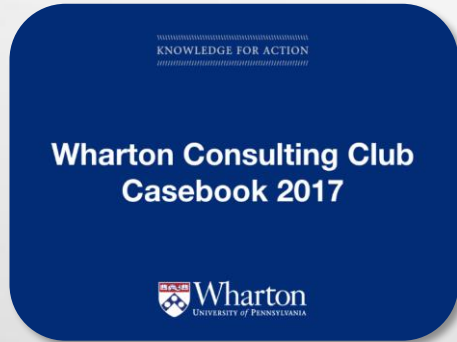 KNOWLEDGE FOR ACTION
Wharton Consulting Club
Casebook 2017
Wharton
UNIVERSITY OF PENNSYLVANIA